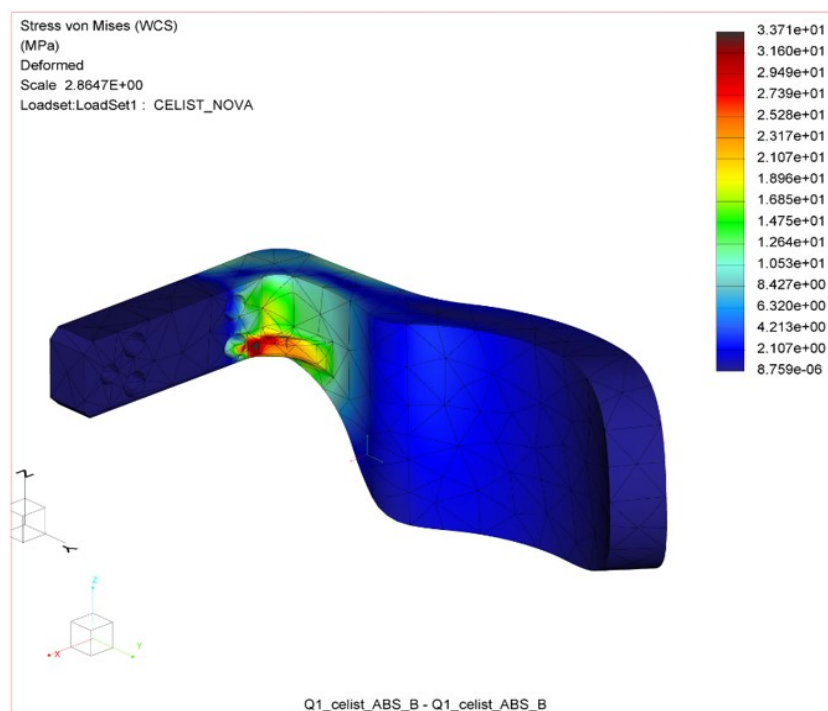 Stress von Mises (WCS)
(MPa)
Deformed
Scale 2.8647E+00
Loadset:LoadSet1 : CELIST_NOVA
3.371e+01
3.160e+01
2.949e+01
2.739e+01
2.528e+01
2.317e+01
2.107e+01
1.896e+01
1.685e+01
1.475e+01
1.264e+01
1.053e+01
8.427e+00
6.320e+00
4.213e+00
2.107e+00
8.759e-06
Z
Y
Z
X
Y
Q1_celist_ABS_B - Q1_celist_ABS_B